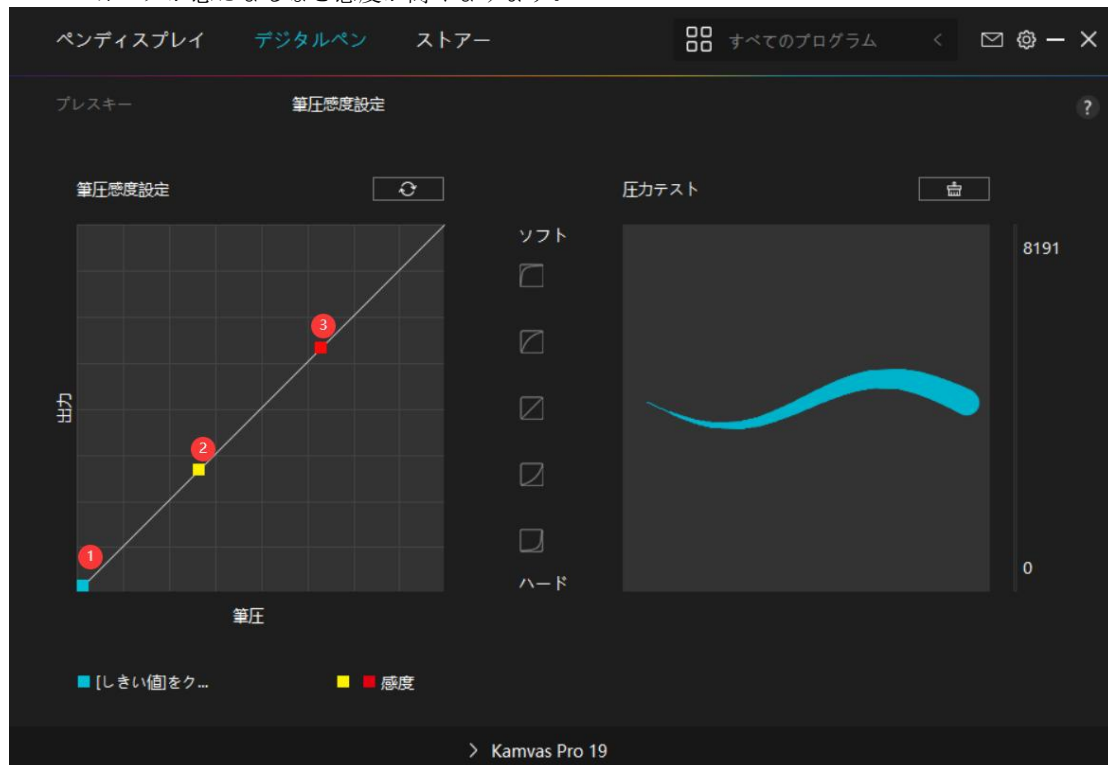 ペンディスプレイ デジタルペン ストアー すべてのプログラム
プレスキー 筆圧感度設定 ?
筆圧感度設定 圧力テスト
ソフト
8191
3
出力
2
1
0
ハード
筆圧
[しきい値]をク... 感度
Kamvas Pro 19